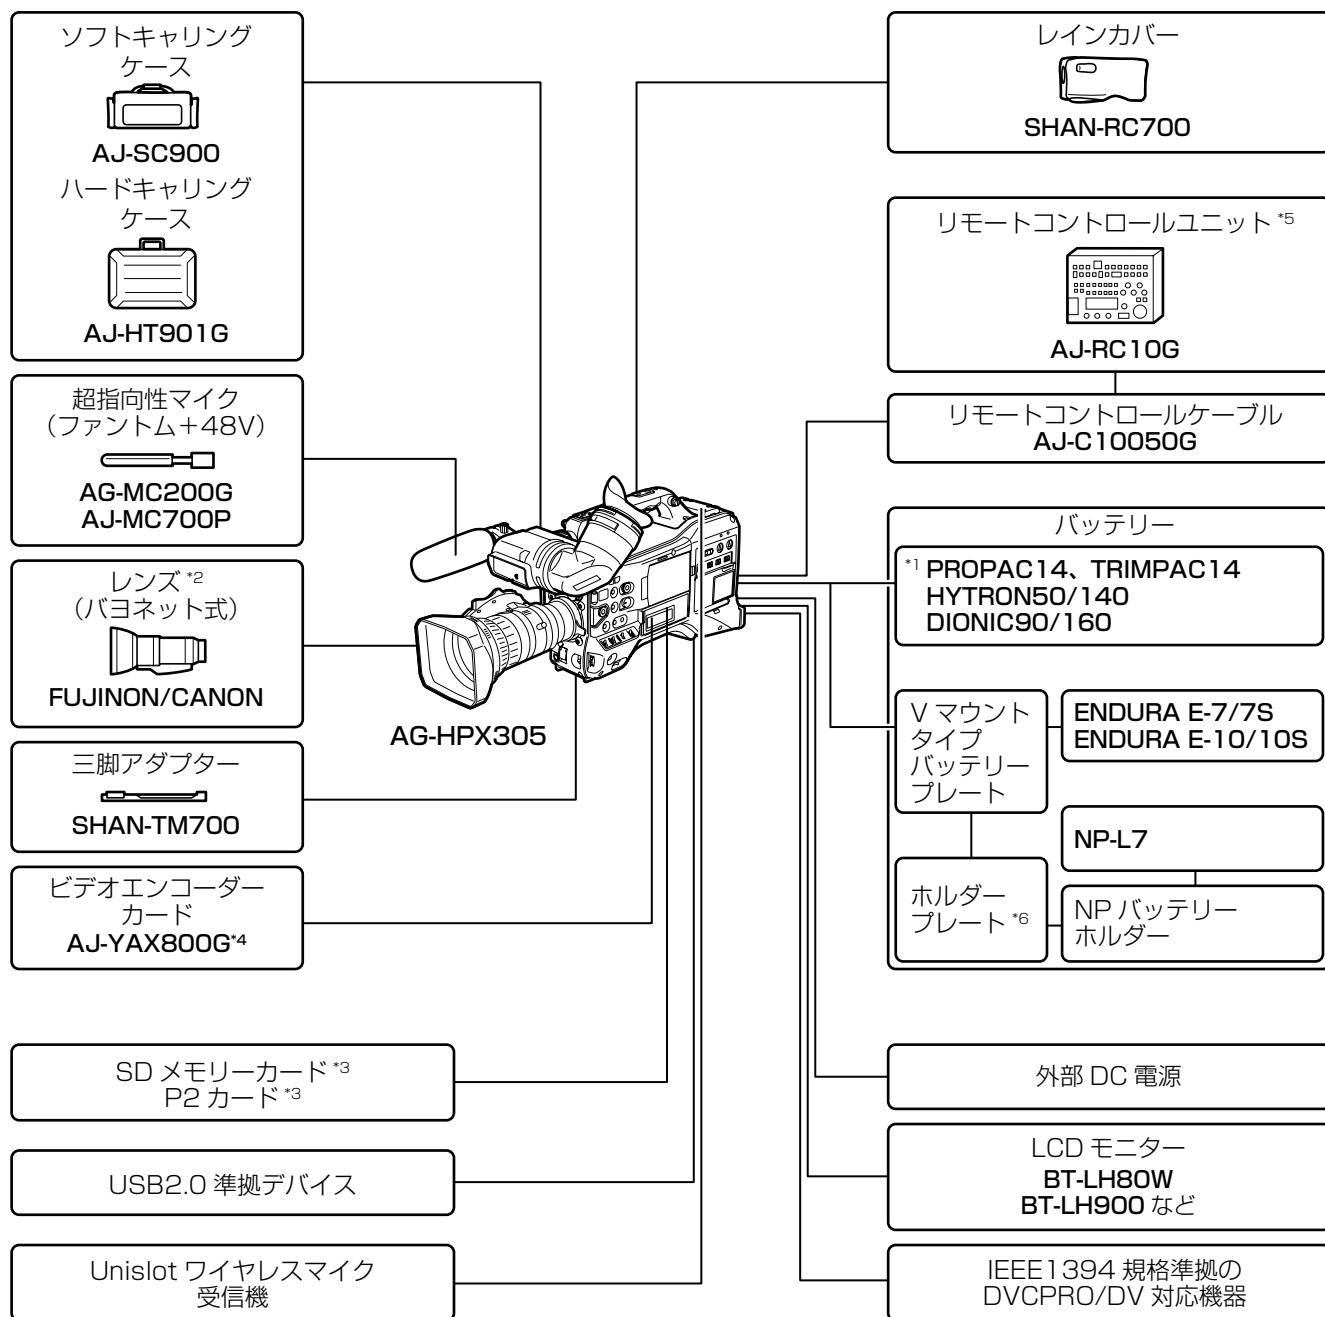 ソフトキャリング
ケース
AJ-SC900
ハードキャリング
ケース
AJ-HT901G
超指向性マイク
（ファントム＋48V）
AG-MC200G
AJ-MC700P
レンズ *2
（バヨネット式）
FUJINON/CANON
三脚アダプター
SHAN-TM700
ビデオエンコーダー
カード
AJ-YAX800G*4
SD メモリーカード *3
P2 カード *3
USB2.0 準拠デバイス
Unislot ワイヤレスマイク
受信機
AG-HPX305
レインカバー
SHAN-RC700
リモートコントロールユニット *5
AJ-RC10G
リモートコントロールケーブル
AJ-C10050G
バッテリー
*1 PROPAC14、TRIMPAC14
HYTRON50/140
DIONIC90/160
V マウント
タイプ
バッテリー
プレート
ENDURA E-7/7S
ENDURA E-10/10S
ホルダー
プレート *6
NP-L7
NP バッテリー
ホルダー
外部 DC 電源
LCD モニター
BT-LH80W
BT-LH900 など
IEEE1394 規格準拠の
DVCPRO/DV 対応機器